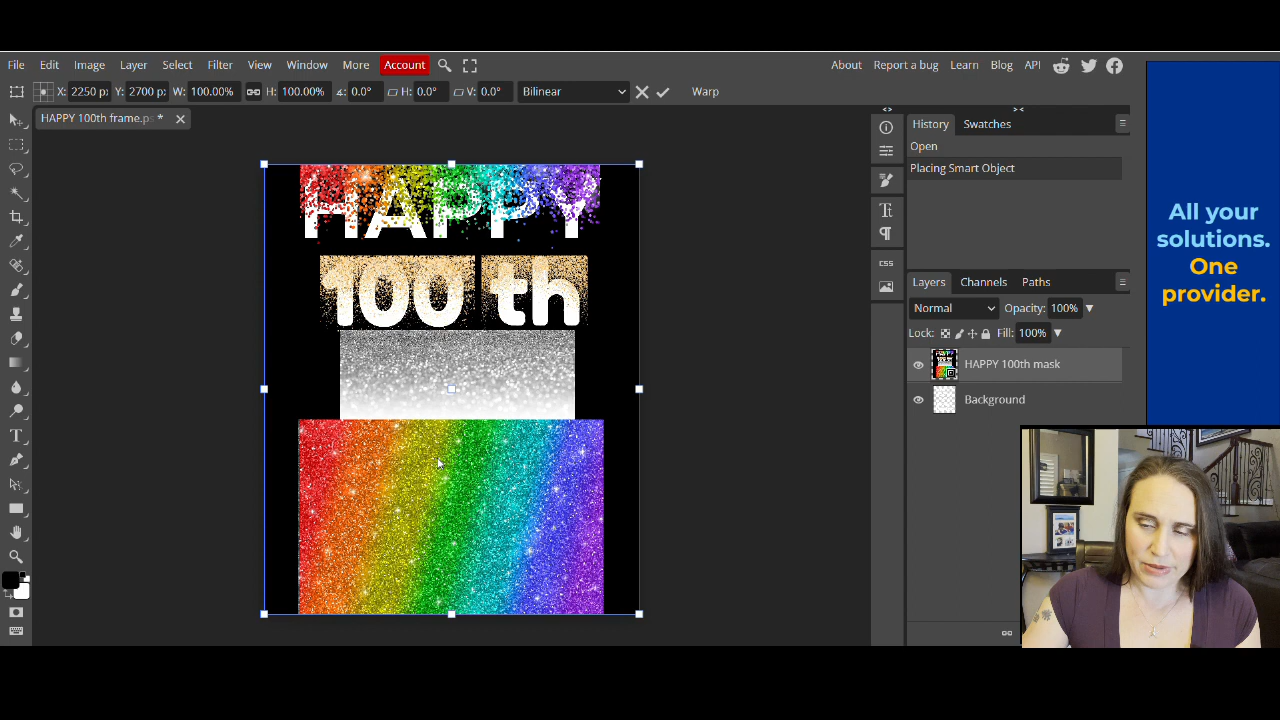 File Edit Image Layer Select Filter View Window More Account About Report a bug Learn Blog API
X: 2250 p: Y: 2700 p: W: 100.00% H: 100.00% 0.0° H: 0.0° V: 0.0° Bilinear Warp
HAPPY 100th frame.p *
History Swatches
Open
Placing Smart Object
Layers Channels Paths
Normal Opacity: 100%
Lock: Fill: 100%
HAPPY 100th mask
Background
CSS
HAPPY
100 th
All your
solutions.
One
provider.